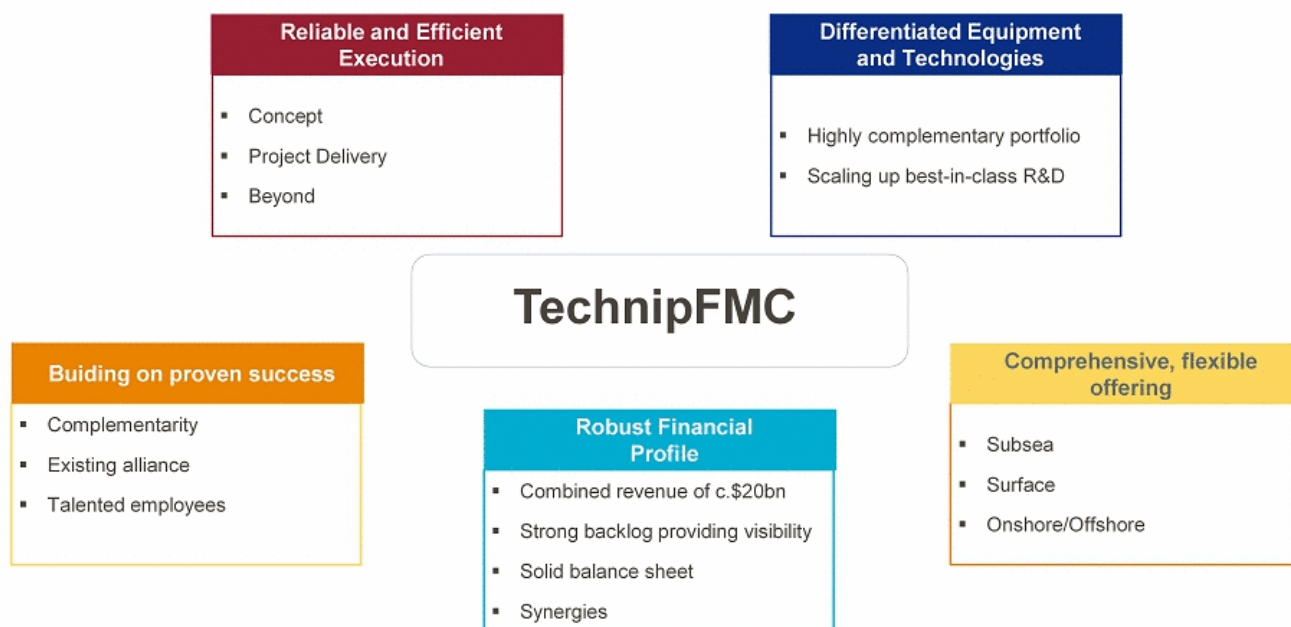 Reliable and Efficient
Execution
▪ Concept
▪ Project Delivery
▪ Beyond
Differentiated Equipment
and Technologies
▪ Highly complementary portfolio
▪ Scaling up best-in-class R&D
TechnipFMC
Buiding on proven success
▪ Complementarity
▪ Existing alliance
▪ Talented employees
Robust Financial
Profile
▪ Combined revenue of c.$20bn
▪ Strong backlog providing visibility
▪ Solid balance sheet
▪ Synergies
Comprehensive, flexible
offering
▪ Subsea
▪ Surface
▪ Onshore/Offshore